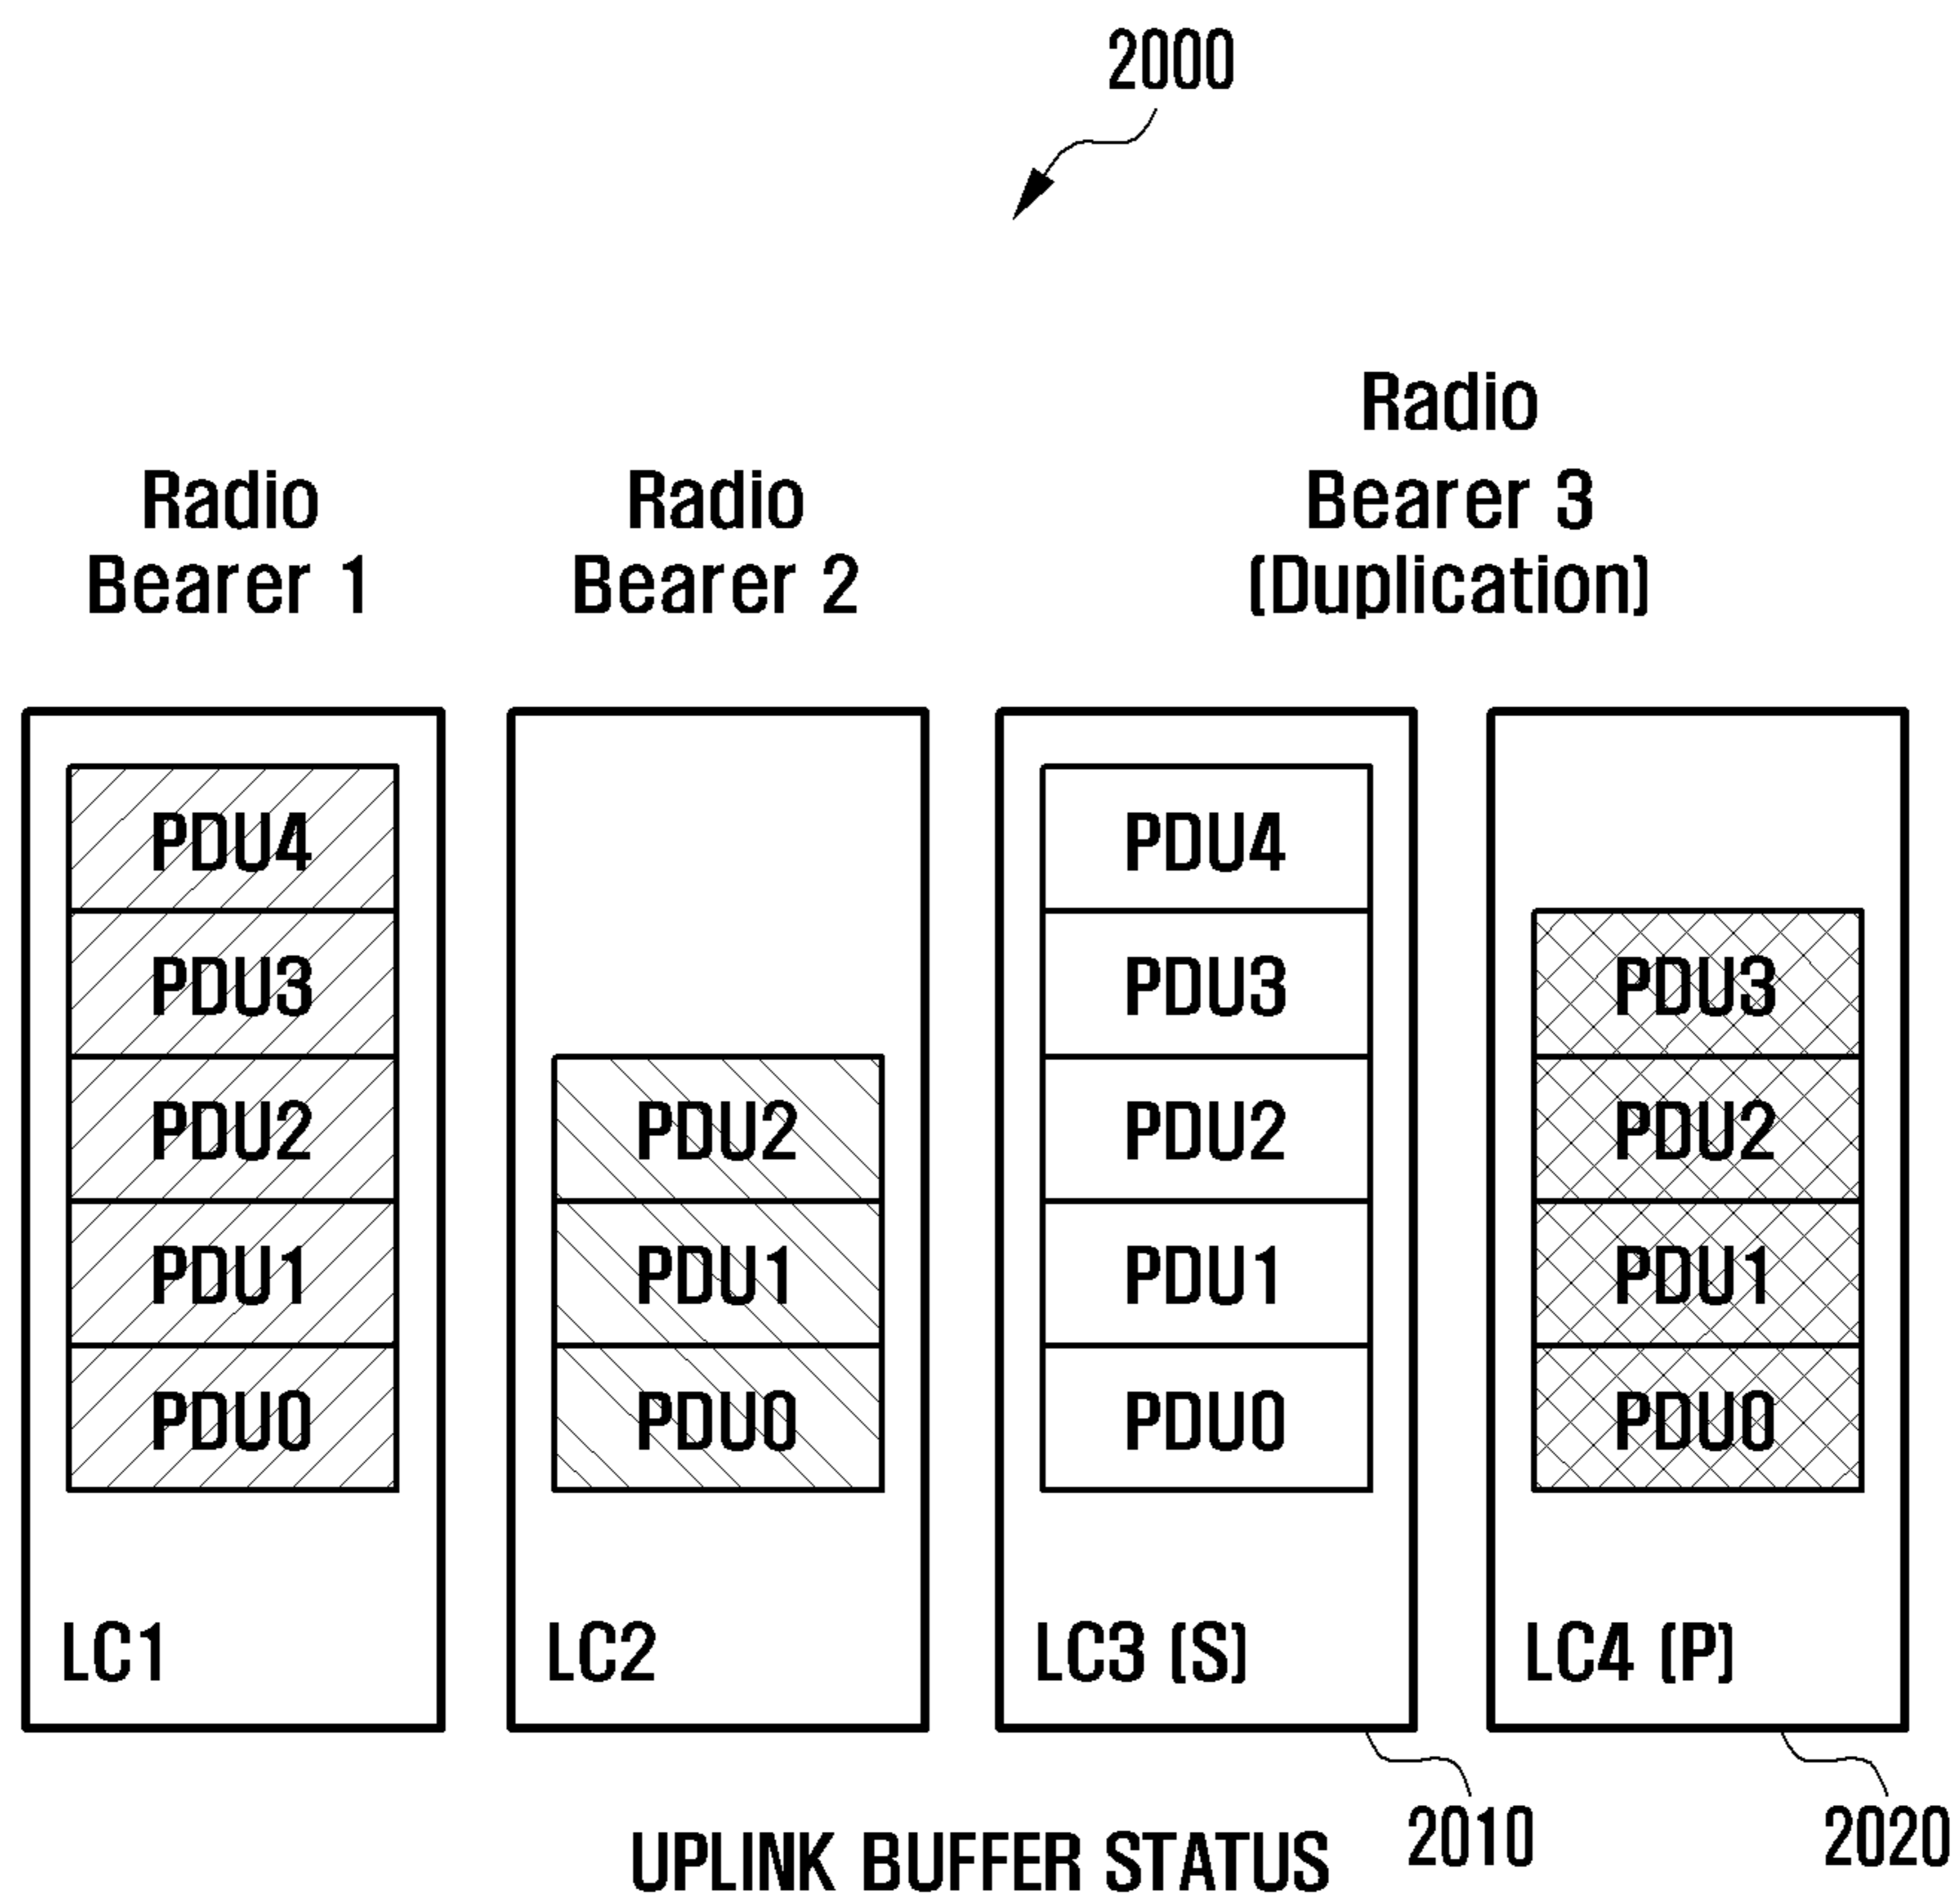 2000
Radio
Bearer 1
Radio
Bearer 2
Radio
Bearer 3
(Duplication)
PDU4
PDU3
PDU2
PDU1
PDU0
LC1
PDU2
PDU1
PDU0
LC2
PDU4
PDU3
PDU2
PDU1
PDU0
LC3 (S)
PDU3
PDU2
PDU1
PDU0
LC4 (P)
2010
2020
UPLINK BUFFER STATUS